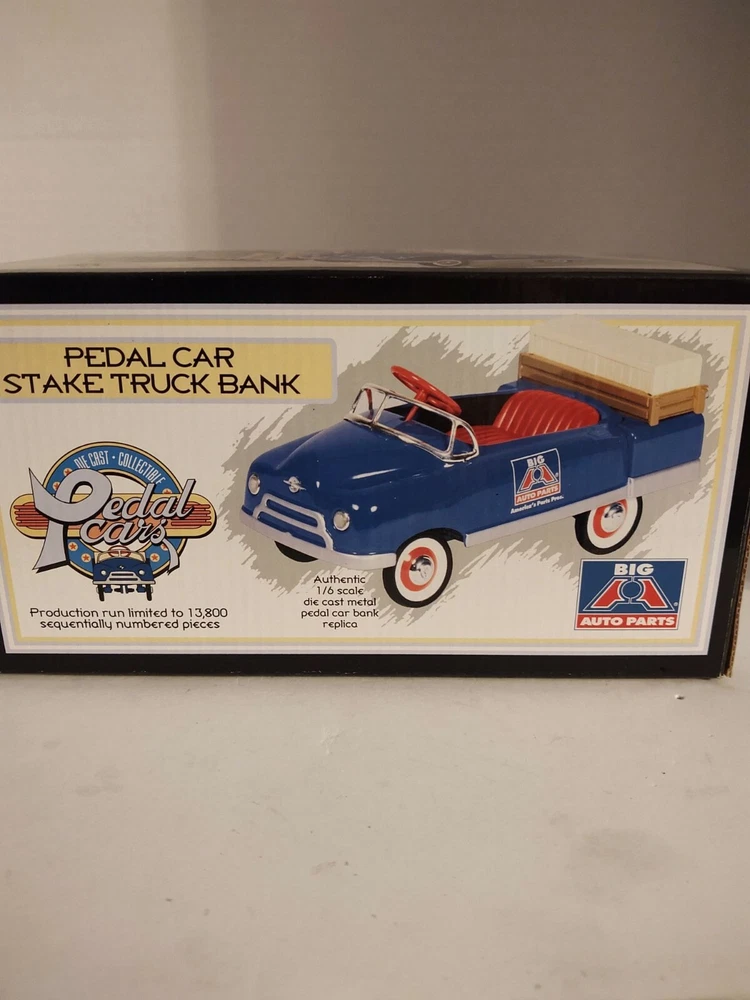 PEDAL CAR
STAKE TRUCK BANK
DIE CAST • COLLECTIBLE
Pedal
cars
Production run limited to 13,800
sequentially numbered pieces
Authentic
1/6 scale
die cast metal
pedal car bank
replica
BIG
AUTO PARTS
America's Parts Pros.
BIG
AUTO PARTS